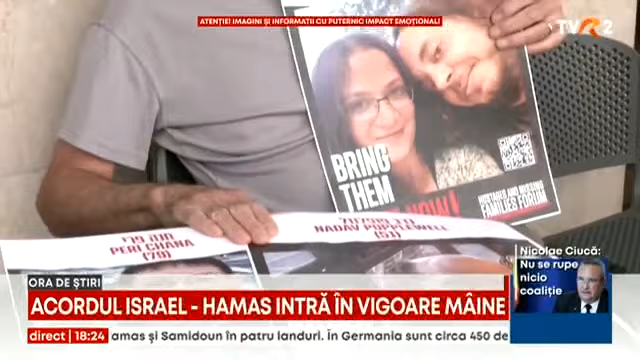 ATENȚIE! IMAGINI ȘI INFORMAȚII CU PUTERNIC IMPACT EMOȚIONAL!
TVR2
BRING
THEM
NOW!
HOSTAGES AND MISSING
FAMILIES FORUM
PERI CHANA
(79)
NADAV POPPLEWELL
(51)
Nicolae Ciucă:
Nu se rupe
nicio
coaliție
ORA DE ȘTIRI
ACORDUL ISRAEL - HAMAS INTRĂ ÎN VIGOARE MÂINE
direct
18:24
amas și Samidoun în patru landuri. În Germania sunt circa 450 de